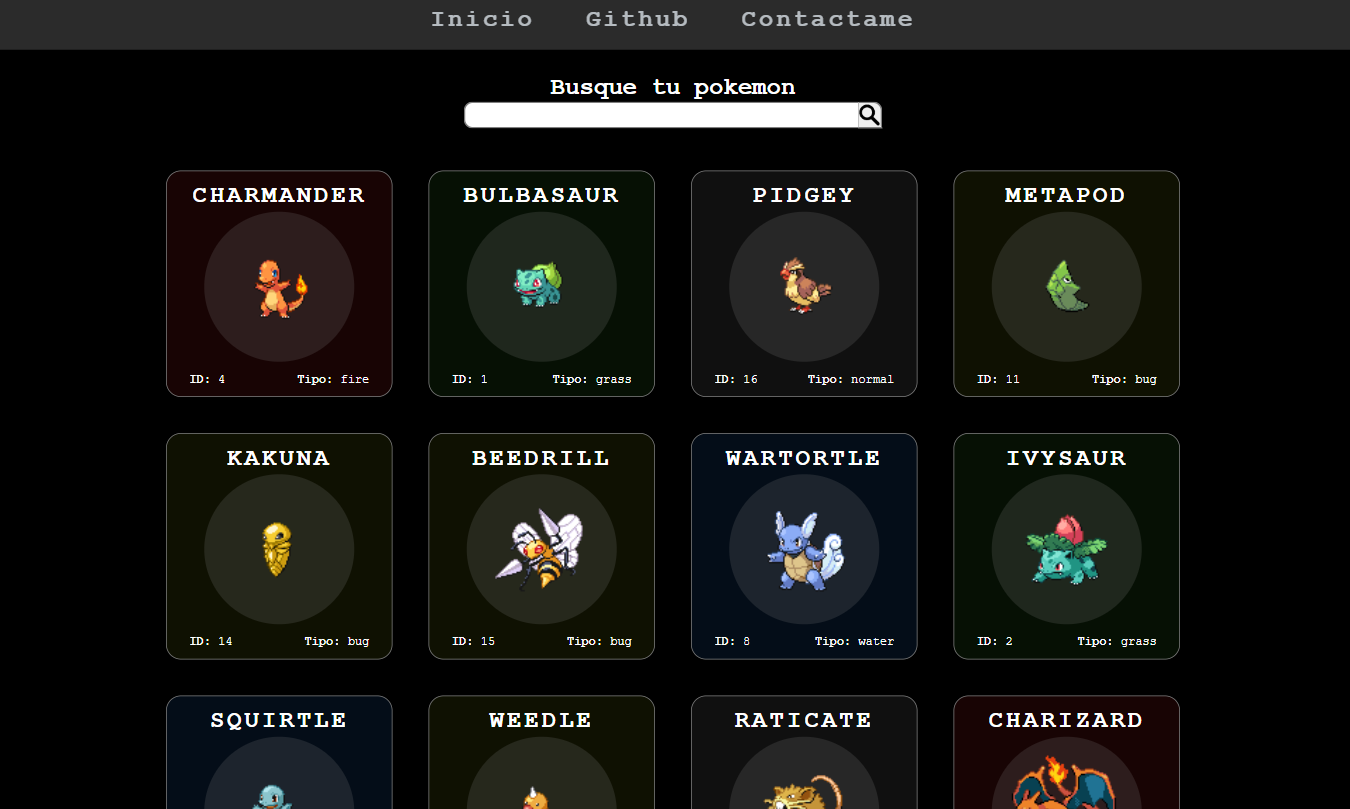 Inicio Github Contactame
Busque tu pokemon
CHARMANDER BULBASAUR PIDGEY METAPOD
ID: 4 Tipo: fire ID: 1 Tipo: grass ID: 16 Tipo: normal ID: 11 Tipo: bug
KAKUNA BEEDRILL WARTORTLE IVYSAUR
ID: 14 Tipo: bug ID: 15 Tipo: bug ID: 8 Tipo: water ID: 2 Tipo: grass
SQUIRTLE WEEDLE RATICATE CHARIZARD